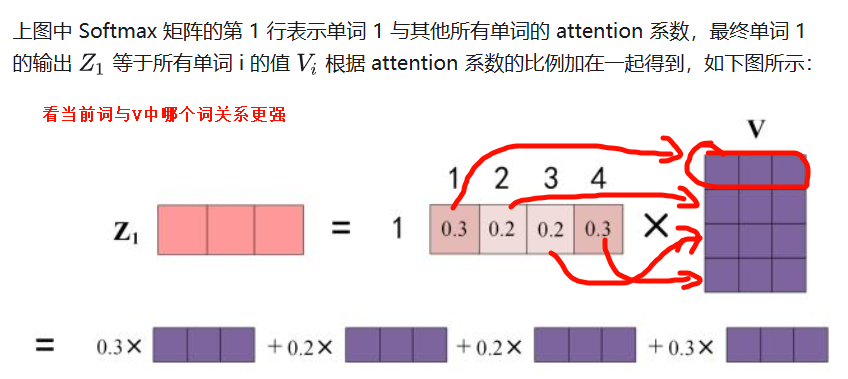 上图中 Softmax 矩阵的第 1 行表示单词 1 与其他所有单词的 attention 系数，最终单词 1
的输出 Z₁ 等于所有单词 i 的值 Vᵢ 根据 attention 系数的比例加在一起得到，如下图所示：
看当前词与V中哪个词关系更强
V
1 2 3 4
Z₁ = 1 0.3 0.2 0.2 0.3 ×
= 0.3× +0.2× +0.2× +0.3×